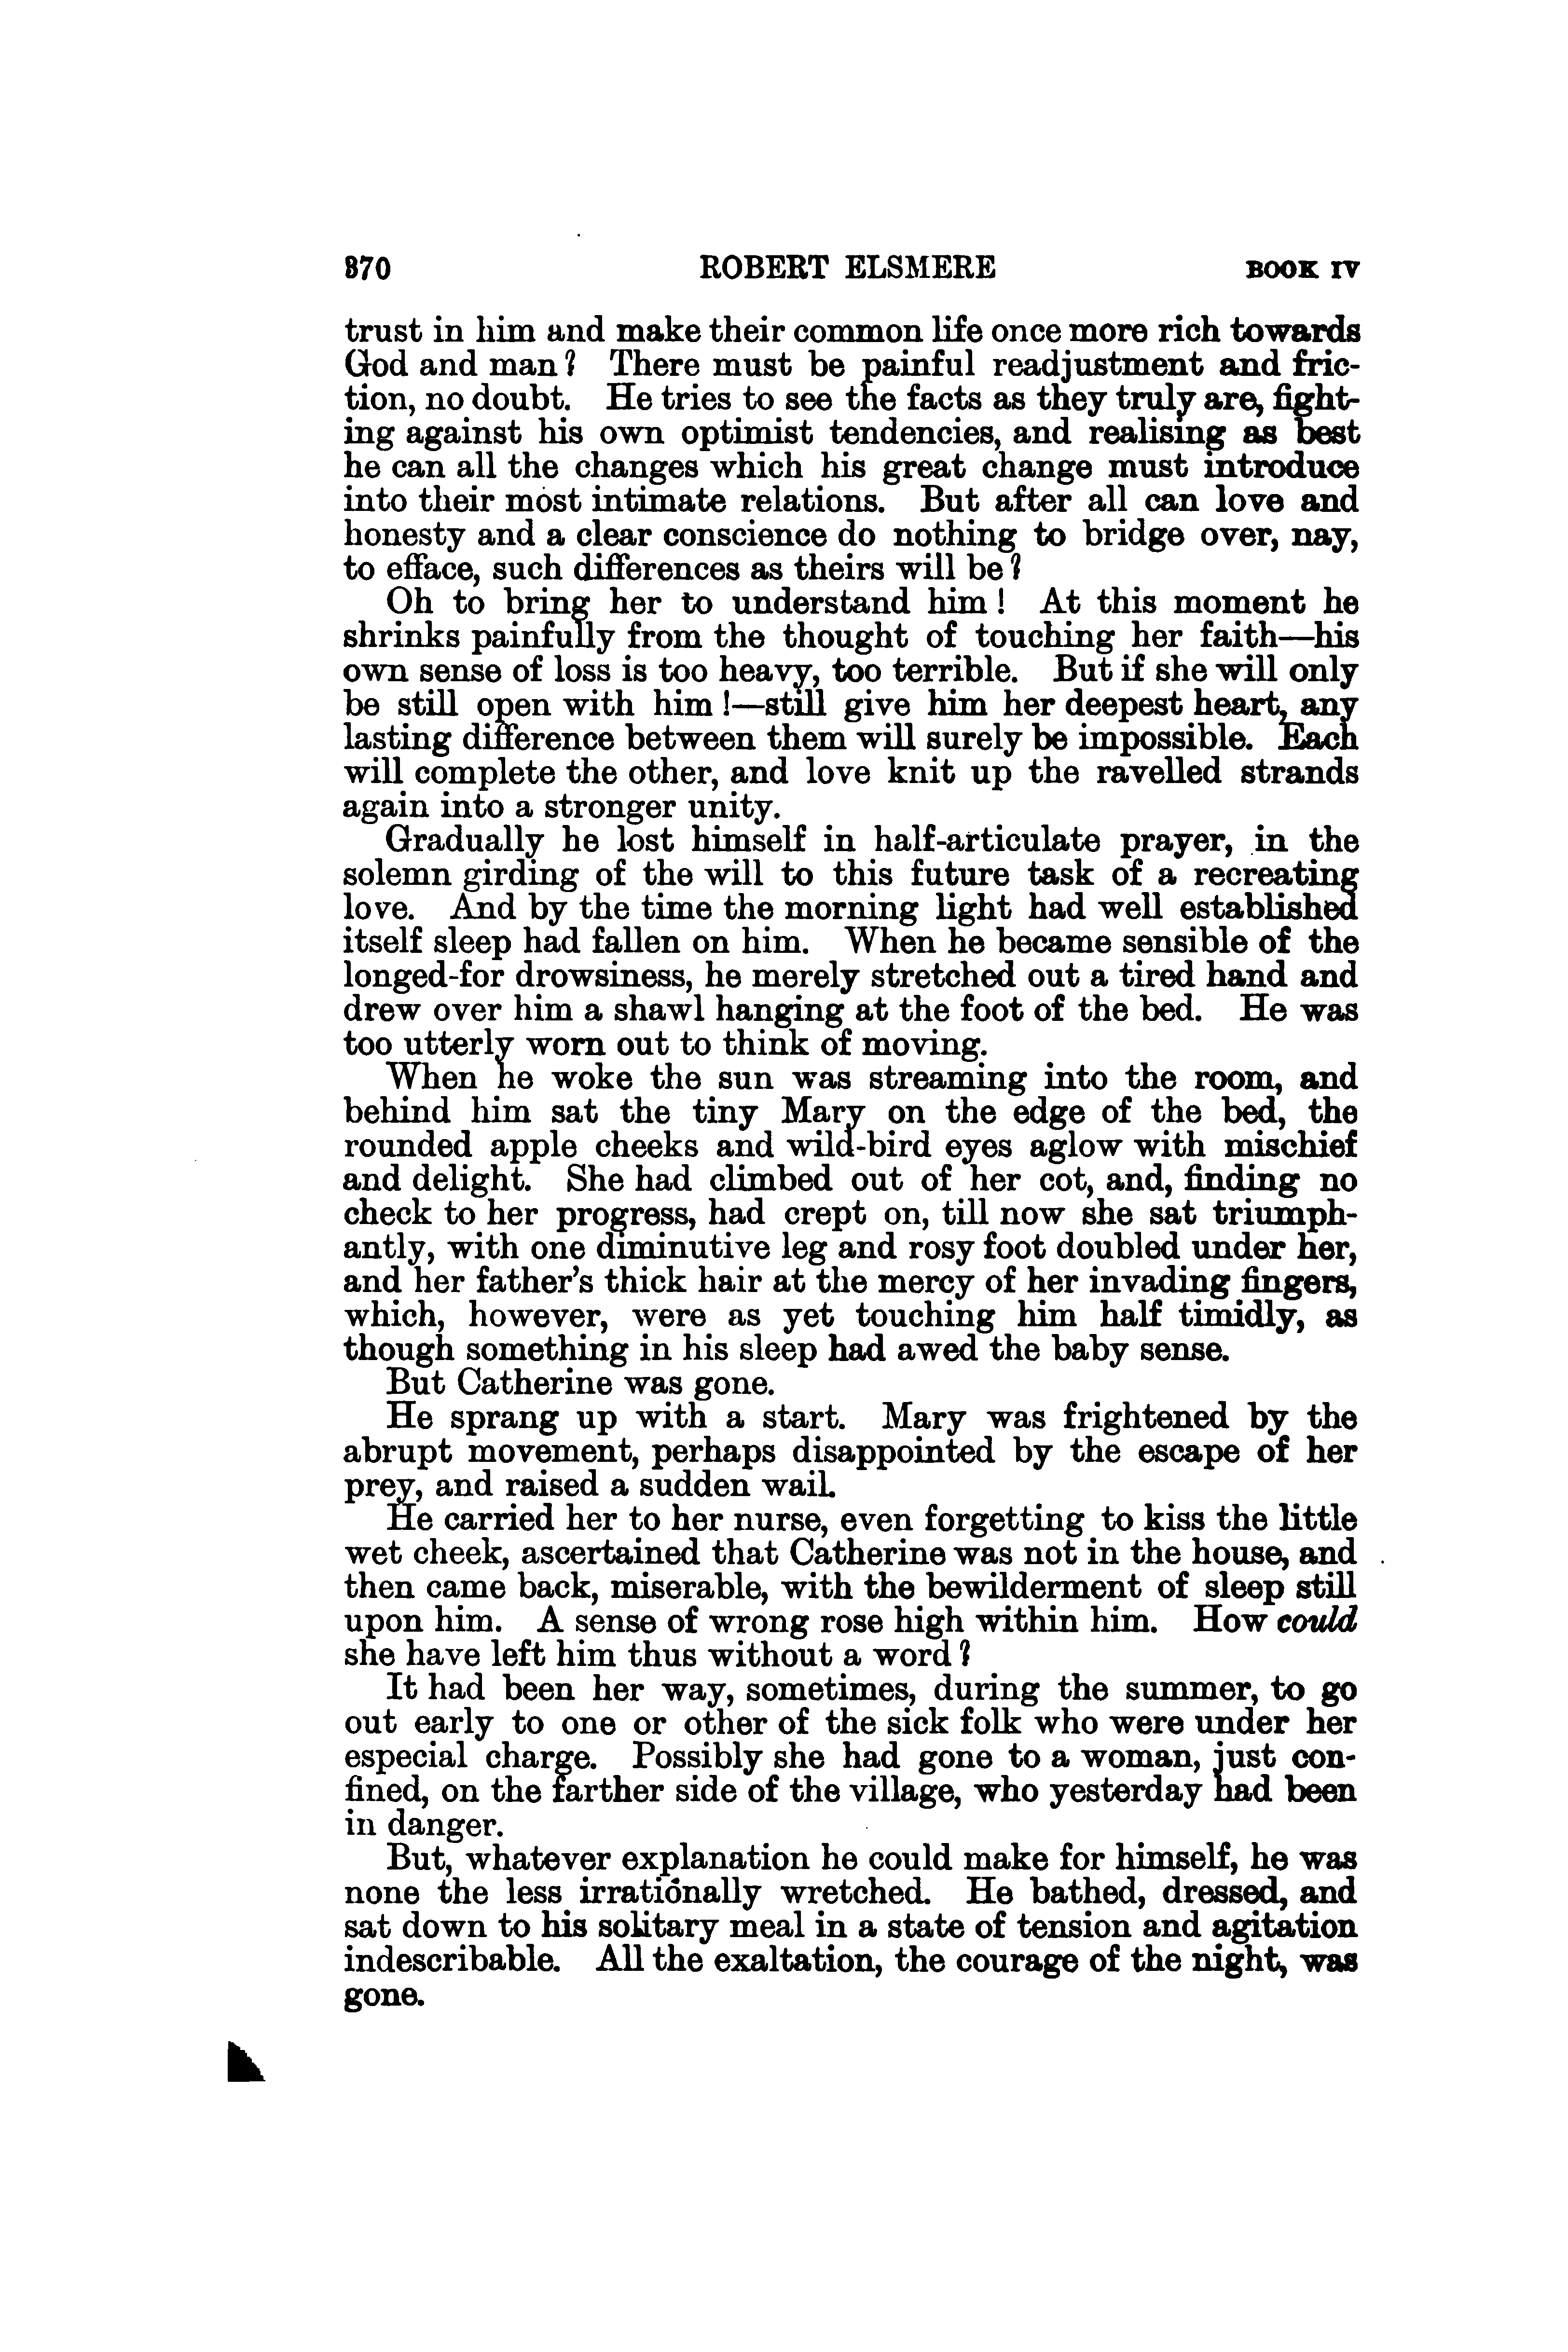 370 ROBERT ELSMERE BOOK IV
trust in him and make their common life once more rich towards
God and man? There must be painful readjustment and fric-
tion, no doubt. He tries to see the facts as they truly are, fight-
ing against his own optimist tendencies, and realising as best
he can all the changes which his great change must introduce
into their most intimate relations. But after all can love and
honesty and a clear conscience do nothing to bridge over, nay,
to efface, such differences as theirs will be?
Oh to bring her to understand him! At this moment he
shrinks painfully from the thought of touching her faith—his
own sense of loss is too heavy, too terrible. But if she will only
be still open with him!—still give him her deepest heart, any
lasting difference between them will surely be impossible. Each
will complete the other, and love knit up the ravelled strands
again into a stronger unity.
Gradually he lost himself in half-articulate prayer, in the
solemn girding of the will to this future task of a recreating
love. And by the time the morning light had well established
itself sleep had fallen on him. When he became sensible of the
longed-for drowsiness, he merely stretched out a tired hand and
drew over him a shawl hanging at the foot of the bed. He was
too utterly worn out to think of moving.
When he woke the sun was streaming into the room, and
behind him sat the tiny Mary on the edge of the bed, the
rounded apple cheeks and wild-bird eyes aglow with mischief
and delight. She had climbed out of her cot, and, finding no
check to her progress, had crept on, till now she sat triumph-
antly, with one diminutive leg and rosy foot doubled under her,
and her father's thick hair at the mercy of her invading fingers,
which, however, were as yet touching him half timidly, as
though something in his sleep had awed the baby sense.
But Catherine was gone.
He sprang up with a start. Mary was frightened by the
abrupt movement, perhaps disappointed by the escape of her
prey, and raised a sudden wail.
He carried her to her nurse, even forgetting to kiss the little
wet cheek, ascertained that Catherine was not in the house, and
then came back, miserable, with the bewilderment of sleep still
upon him. A sense of wrong rose high within him. How could
she have left him thus without a word?
It had been her way, sometimes, during the summer, to go
out early to one or other of the sick folk who were under her
especial charge. Possibly she had gone to a woman, just con-
fined, on the farther side of the village, who yesterday had been
in danger.
But, whatever explanation he could make for himself, he was
none the less irrationally wretched. He bathed, dressed, and
sat down to his solitary meal in a state of tension and agitation
indescribable. All the exaltation, the courage of the night, was
gone.